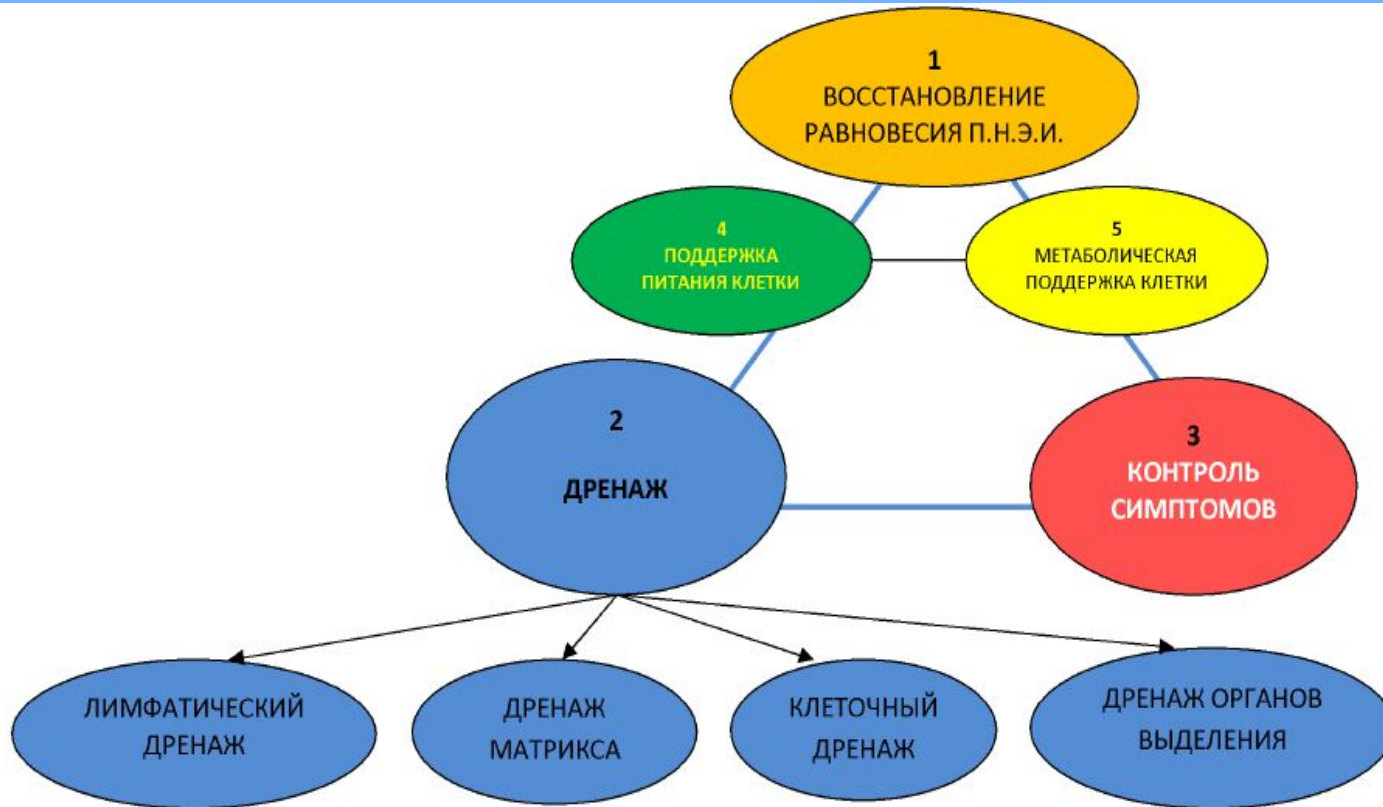 1
ВОССТАНОВЛЕНИЕ
РАВНОВЕСИЯ П.Н.Э.И.
4
ПОДДЕРЖКА
ПИТАНИЯ КЛЕТКИ
5
МЕТАБОЛИЧЕСКАЯ
ПОДДЕРЖКА КЛЕТКИ
2
ДРЕНАЖ
3
КОНТРОЛЬ
СИМПТОМОВ
ЛИМФАТИЧЕСКИЙ
ДРЕНАЖ
ДРЕНАЖ
МАТРИКСА
КЛЕТОЧНЫЙ
ДРЕНАЖ
ДРЕНАЖ ОРГАНОВ
ВЫДЕЛЕНИЯ